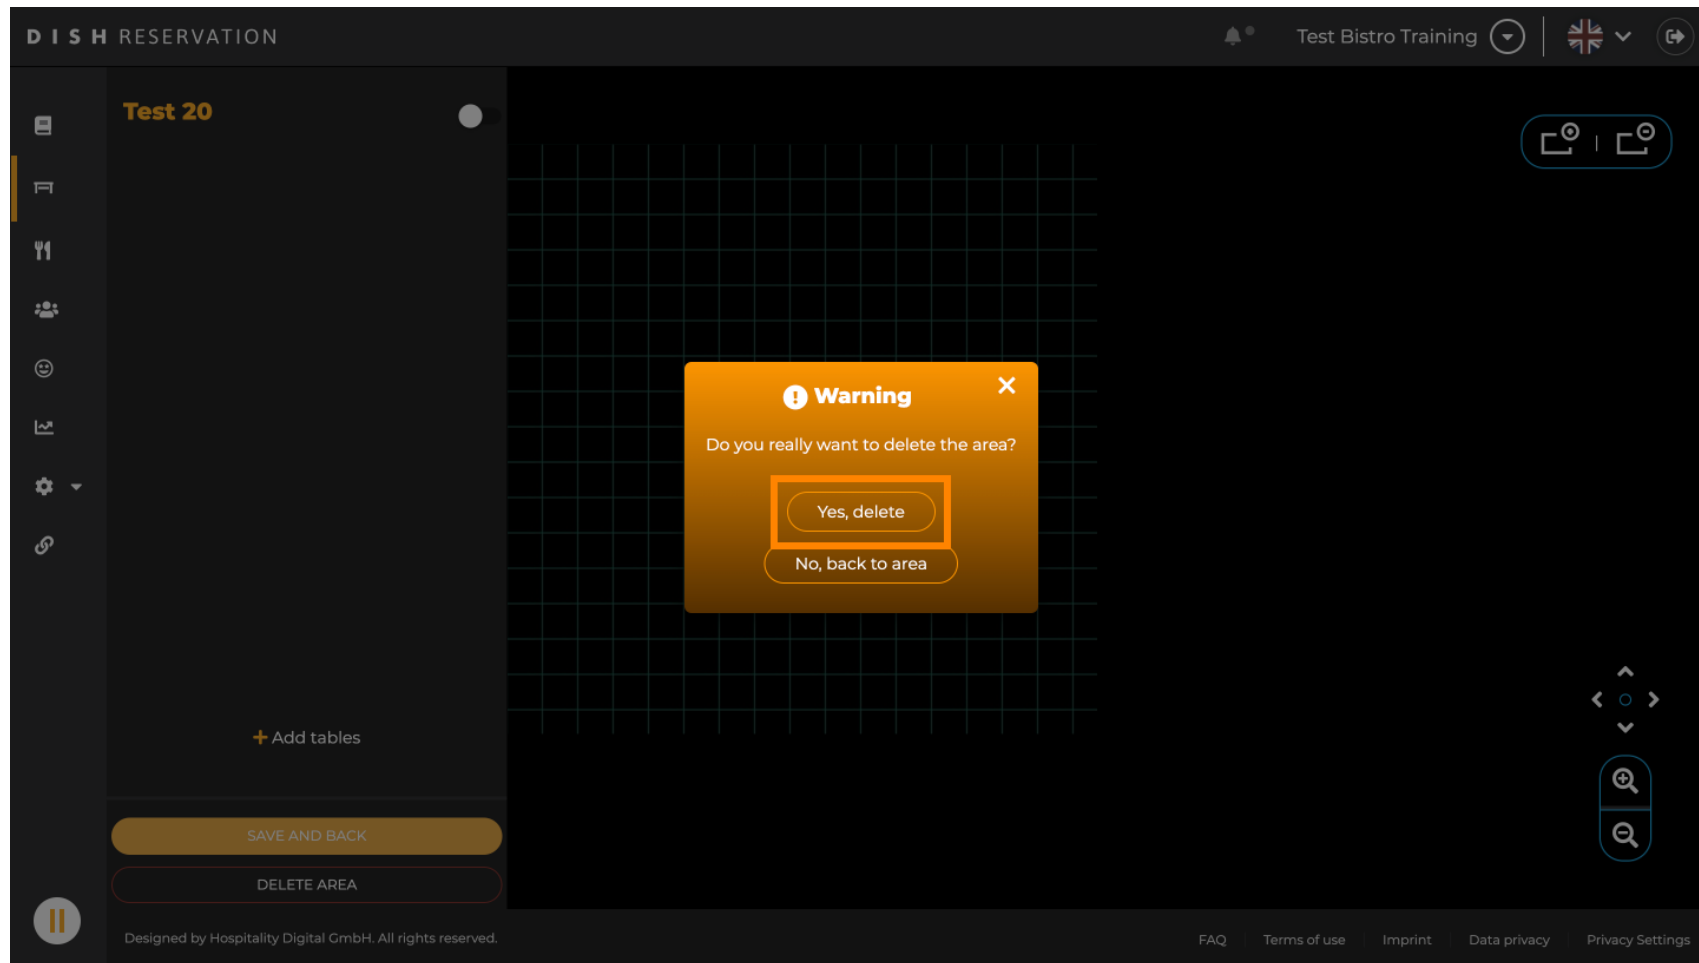 DISH RESERVATION
Test Bistro Training
Test 20
Warning
Do you really want to delete the area?
Yes, delete
No, back to area
Add tables
SAVE AND BACK
DELETE AREA
Designed by Hospitality Digital GmbH. All rights reserved.
FAQ
Terms of use
Imprint
Data privacy
Privacy Settings